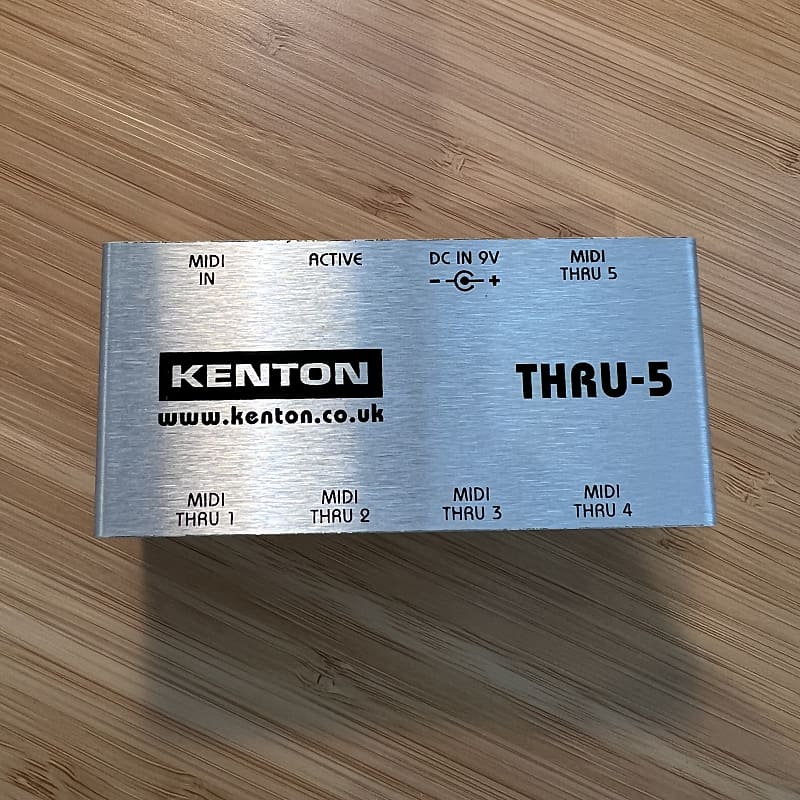 MIDI
IN
ACTIVE
DC IN 9V
- +
MIDI
THRU 5
KENTON
www.kenton.co.uk
THRU-5
MIDI
THRU 1
MIDI
THRU 2
MIDI
THRU 3
MIDI
THRU 4